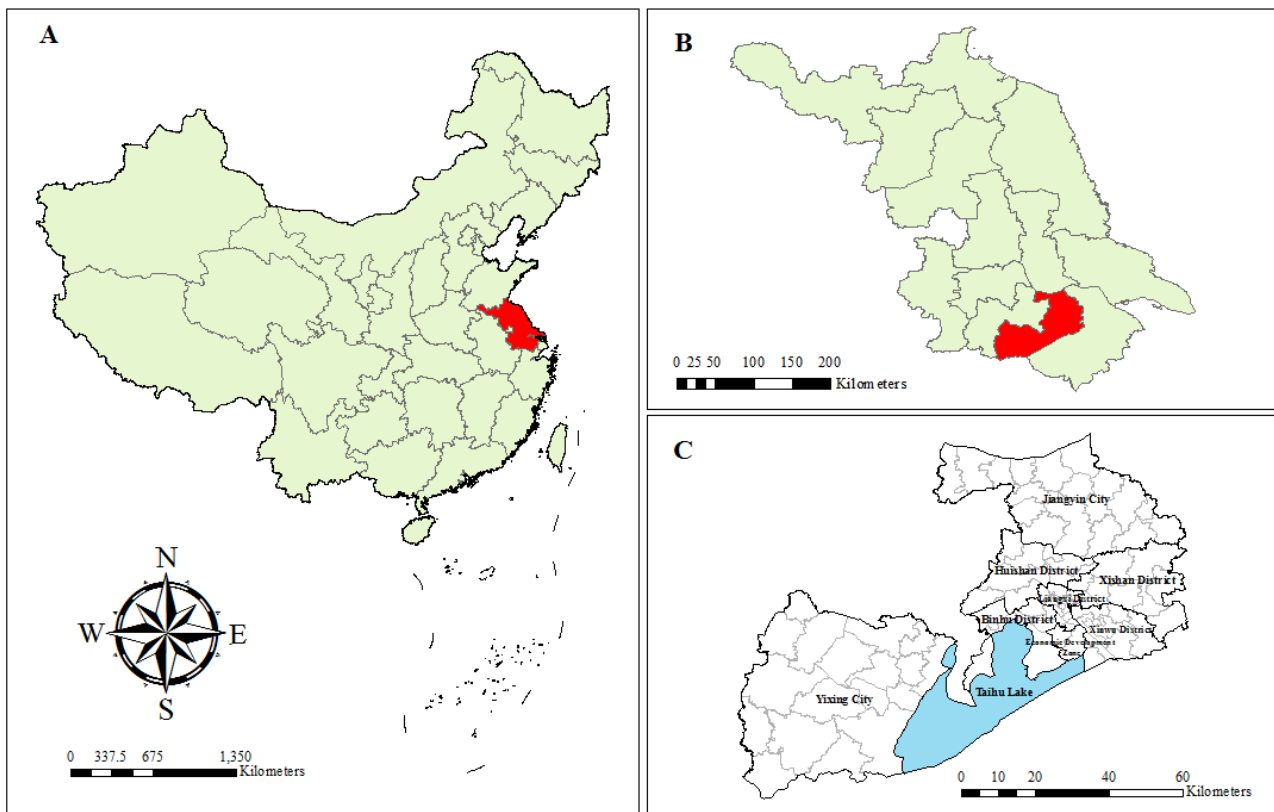 A
N
W
E
S
0
337.5
675
1,350
Kilometers
B
0
25
50
100
150
200
Kilometers
C
Jiangyin City
Huishan District
Xishan District
Liangxi District
Binhu District
Xinwu District
Economic Development
Zone
Taihu Lake
Yixing City
0
10
20
40
60
Kilometers